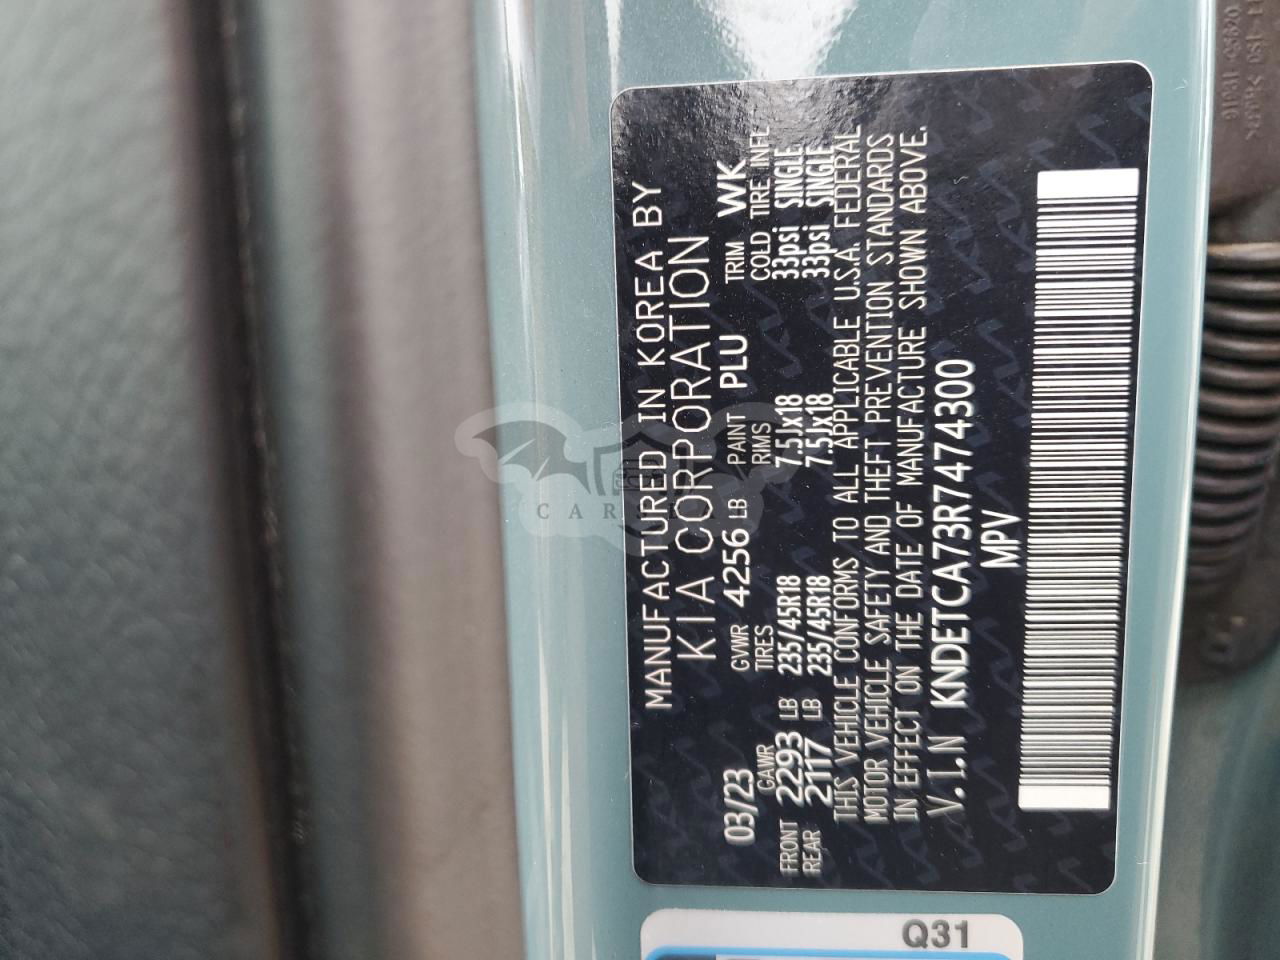 MANUFACTURED IN KOREA BY
KIA CORPORATION
03/23 GVWR 4256 LB PAINT PLU TRIM WK
GAWR TIRES RIMS COLD TIRE INFL
FRONT 2293 LB 235/45R18 7.5Jx18 33psi SINGLE
REAR 2117 LB 235/45R18 7.5Jx18 33psi SINGLE
THIS VEHICLE CONFORMS TO ALL APPLICABLE U.S.A. FEDERAL
MOTOR VEHICLE SAFETY AND THEFT PREVENTION STANDARDS
IN EFFECT ON THE DATE OF MANUFACTURE SHOWN ABOVE.
V.I.N KNDETCA73R7474300
MPV
Q31